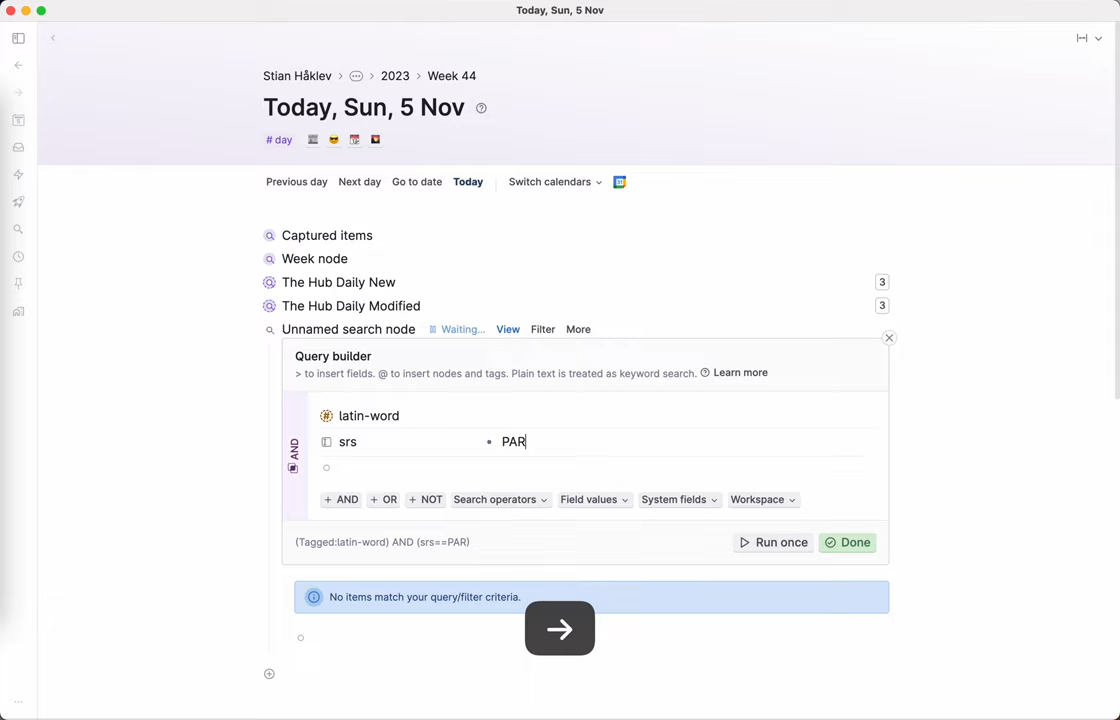 Today, Sun, 5 Nov
Stian Håklev > ... > 2023 > Week 44
Today, Sun, 5 Nov
# day
Previous day Next day Go to date Today Switch calendars
Captured items
Week node
The Hub Daily New 3
The Hub Daily Modified 3
Unnamed search node Waiting... View Filter More
Query builder
> to insert fields. @ to insert nodes and tags. Plain text is treated as keyword search. Learn more
AND
# latin-word
srs • PAR
+ AND + OR + NOT Search operators Field values System fields Workspace
(Tagged:latin-word) AND (srs==PAR) Run once Done
No items match your query/filter criteria.